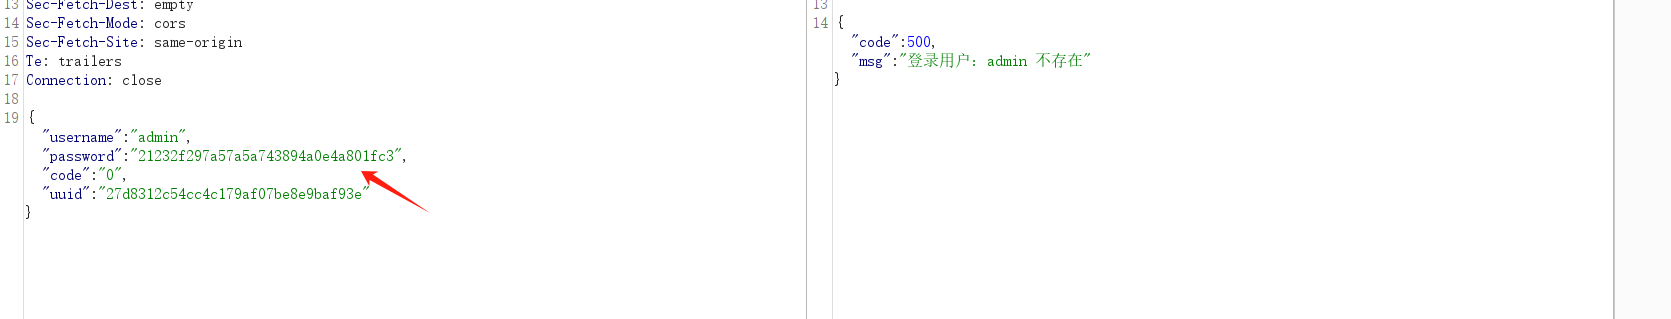 13 Sec-Fetch-Dest: empty
14 Sec-Fetch-Mode: cors
15 Sec-Fetch-Site: same-origin
16 Te: trailers
17 Connection: close
18
19 {
"username":"admin",
"password":"21232f297a57a5a743894a0e4a801fc3",
"code":"0",
"uuid":"27d8312c54cc4c179af07be8e9baf93e"
}
13
14 {
"code":500,
"msg":"登录用户：admin 不存在"
}